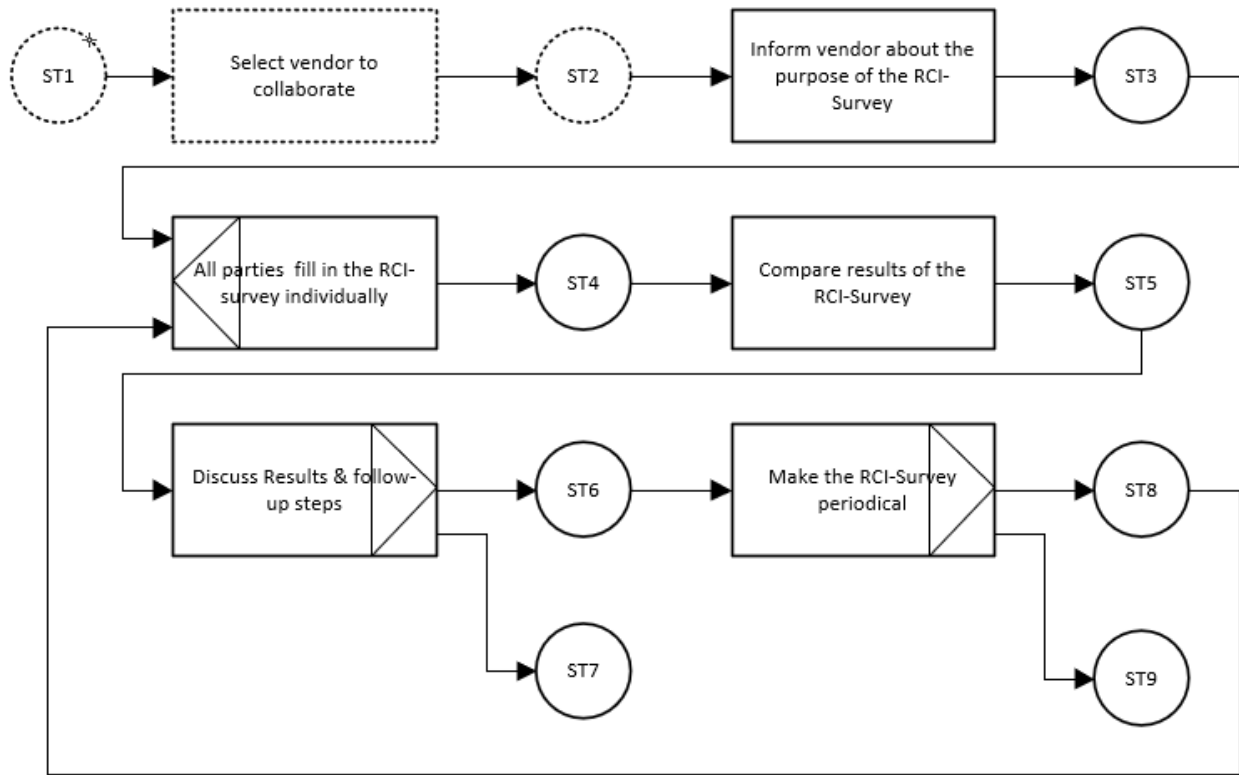 ST1
Select vendor to
collaborate
ST2
Inform vendor about the
purpose of the RCI-
Survey
ST3
All parties fill in the RCI-
survey individually
ST4
Compare results of the
RCI-Survey
ST5
Discuss Results & follow-
up steps
ST6
Make the RCI-Survey
periodical
ST8
ST7
ST9